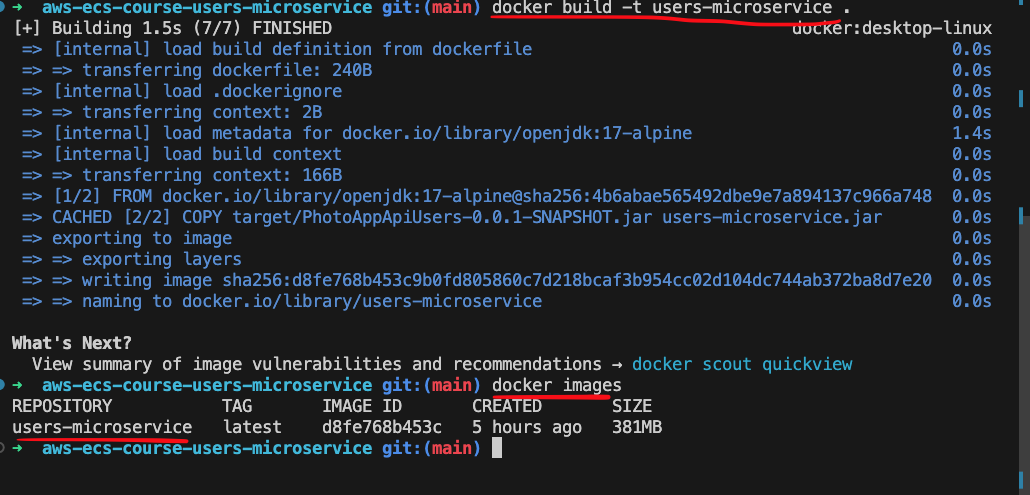 ➜ aws-ecs-course-users-microservice git:(main) docker build -t users-microservice .
[+] Building 1.5s (7/7) FINISHED docker:desktop-linux
=> [internal] load build definition from dockerfile 0.0s
=> => transferring dockerfile: 240B 0.0s
=> [internal] load .dockerignore 0.0s
=> => transferring context: 2B 0.0s
=> [internal] load metadata for docker.io/library/openjdk:17-alpine 1.4s
=> [internal] load build context 0.0s
=> => transferring context: 166B 0.0s
=> [1/2] FROM docker.io/library/openjdk:17-alpine@sha256:4b6abae565492dbe9e7a894137c966a748 0.0s
=> CACHED [2/2] COPY target/PhotoAppApiUsers-0.0.1-SNAPSHOT.jar users-microservice.jar 0.0s
=> exporting to image 0.0s
=> => exporting layers 0.0s
=> => writing image sha256:d8fe768b453c9b0fd805860c7d218bcaf3b954cc02d104dc744ab372ba8d7e20 0.0s
=> => naming to docker.io/library/users-microservice 0.0s
What's Next?
View summary of image vulnerabilities and recommendations → docker scout quickview
➜ aws-ecs-course-users-microservice git:(main) docker images
REPOSITORY TAG IMAGE ID CREATED SIZE
users-microservice latest d8fe768b453c 5 hours ago 381MB
➜ aws-ecs-course-users-microservice git:(main)